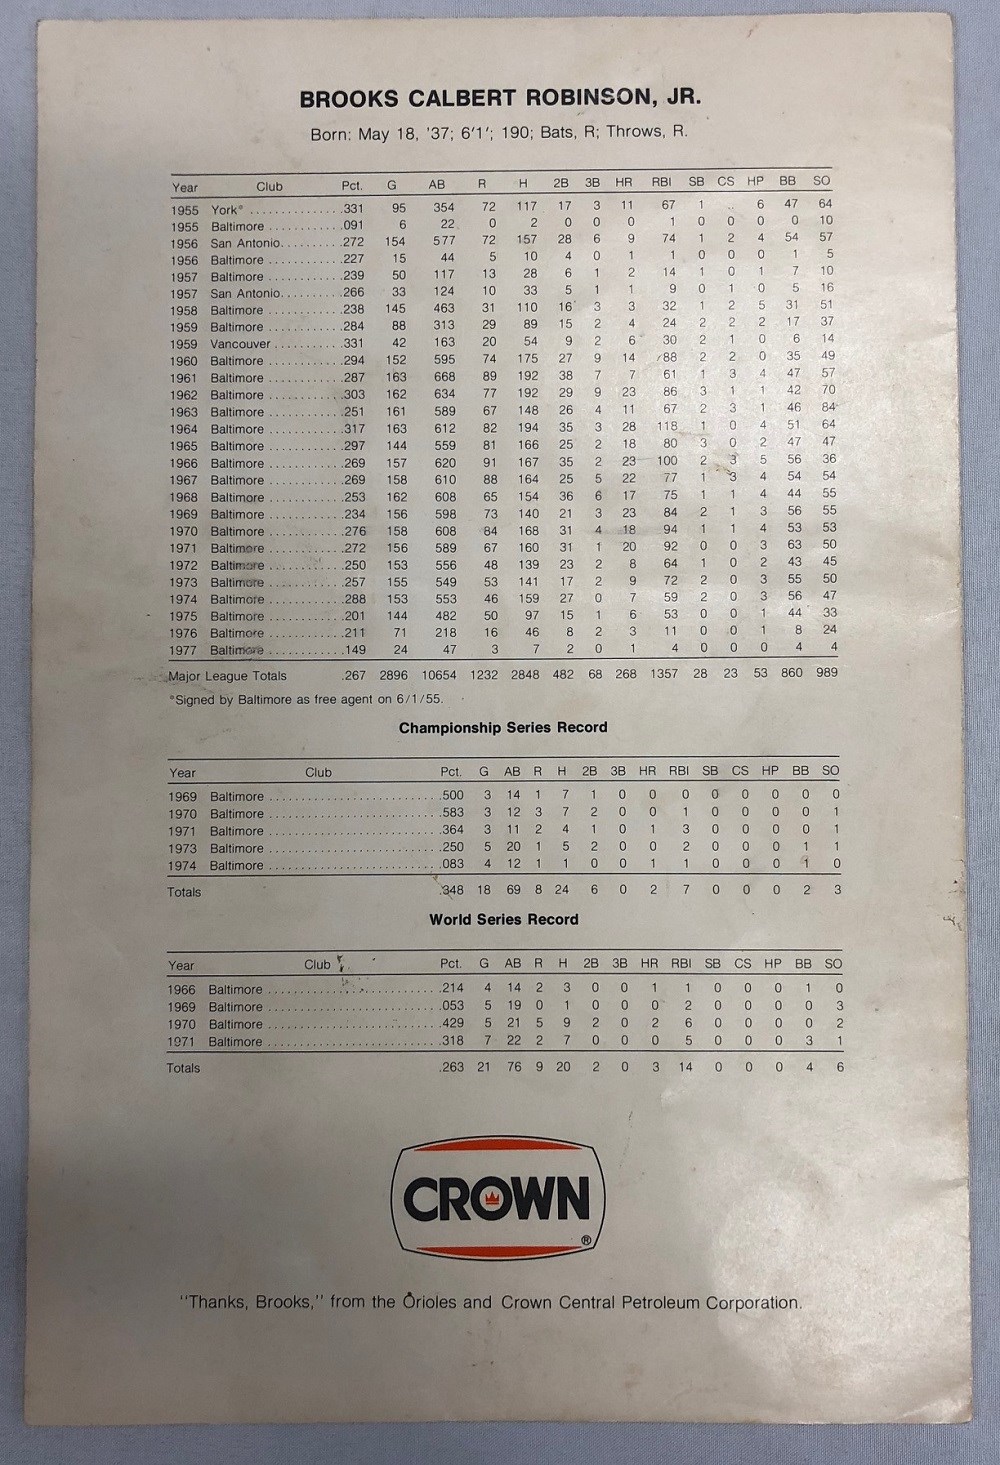 BROOKS CALBERT ROBINSON, JR.
Born: May 18, '37; 6'1'; 190; Bats, R; Throws, R.
Year Club Pct. G AB R H 2B 3B HR RBI SB CS HP BB SO
1955 York* .331 95 354 72 117 17 3 11 67 1 .. 6 47 64
1955 Baltimore .091 6 22 0 2 0 0 0 1 0 0 0 0 10
1956 San Antonio .272 154 577 72 157 28 6 9 74 1 2 4 54 57
1956 Baltimore .227 15 44 5 10 4 0 1 1 0 0 0 1 5
1957 Baltimore .239 50 117 13 28 6 1 2 14 1 0 1 7 10
1957 San Antonio .266 33 124 10 33 5 1 1 9 0 1 0 5 16
1958 Baltimore .238 145 463 31 110 16 3 3 32 1 2 5 31 51
1959 Baltimore .284 88 313 29 89 15 2 4 24 2 2 2 17 37
1959 Vancouver .331 42 163 20 54 9 2 6 30 2 1 0 6 14
1960 Baltimore .294 152 595 74 175 27 9 14 88 2 2 0 35 49
1961 Baltimore .287 163 668 89 192 38 7 7 61 1 3 4 47 57
1962 Baltimore .303 162 634 77 192 29 9 23 86 3 1 1 42 70
1963 Baltimore .251 161 589 67 148 26 4 11 67 2 3 1 46 84
1964 Baltimore .317 163 612 82 194 35 3 28 118 1 0 4 51 64
1965 Baltimore .297 144 559 81 166 25 2 18 80 3 0 2 47 47
1966 Baltimore .269 157 620 91 167 35 2 23 100 2 3 5 56 36
1967 Baltimore .269 158 610 88 164 25 5 22 77 1 3 4 54 54
1968 Baltimore .253 162 608 65 154 36 6 17 75 1 1 4 44 55
1969 Baltimore .234 156 598 73 140 21 3 23 84 2 1 3 56 55
1970 Baltimore .276 158 608 84 168 31 4 18 94 1 1 4 53 53
1971 Baltimore .272 156 589 67 160 31 1 20 92 0 0 3 63 50
1972 Baltimore .250 153 556 48 139 23 2 8 64 1 0 2 43 45
1973 Baltimore .257 155 549 53 141 17 2 9 72 2 0 3 55 50
1974 Baltimore .288 153 553 46 159 27 0 7 59 2 0 3 56 47
1975 Baltimore .201 144 482 50 97 15 1 6 53 0 0 1 44 33
1976 Baltimore .211 71 218 16 46 8 2 3 11 0 0 1 8 24
1977 Baltimore .149 24 47 3 7 2 0 1 4 0 0 0 4 4
Major League Totals .267 2896 10654 1232 2848 482 68 268 1357 28 23 53 860 989
*Signed by Baltimore as free agent on 6/1/55.
Championship Series Record
Year Club Pct. G AB R H 2B 3B HR RBI SB CS HP BB SO
1969 Baltimore .500 3 14 1 7 1 0 0 0 0 0 0 0 0
1970 Baltimore .583 3 12 3 7 2 0 0 1 0 0 0 0 1
1971 Baltimore .364 3 11 2 4 1 0 1 3 0 0 0 0 1
1973 Baltimore .250 5 20 1 5 2 0 0 2 0 0 0 1 1
1974 Baltimore .083 4 12 1 1 0 0 1 1 0 0 0 1 0
Totals .348 18 69 8 24 6 0 2 7 0 0 0 2 3
World Series Record
Year Club Pct. G AB R H 2B 3B HR RBI SB CS HP BB SO
1966 Baltimore .214 4 14 2 3 0 0 1 1 0 0 0 1 0
1969 Baltimore .053 5 19 0 1 0 0 0 2 0 0 0 0 3
1970 Baltimore .429 5 21 5 9 2 0 2 6 0 0 0 0 2
1971 Baltimore .318 7 22 2 7 0 0 0 5 0 0 0 3 1
Totals .263 21 76 9 20 2 0 3 14 0 0 0 4 6
CROWN
®
"Thanks, Brooks," from the Orioles and Crown Central Petroleum Corporation.